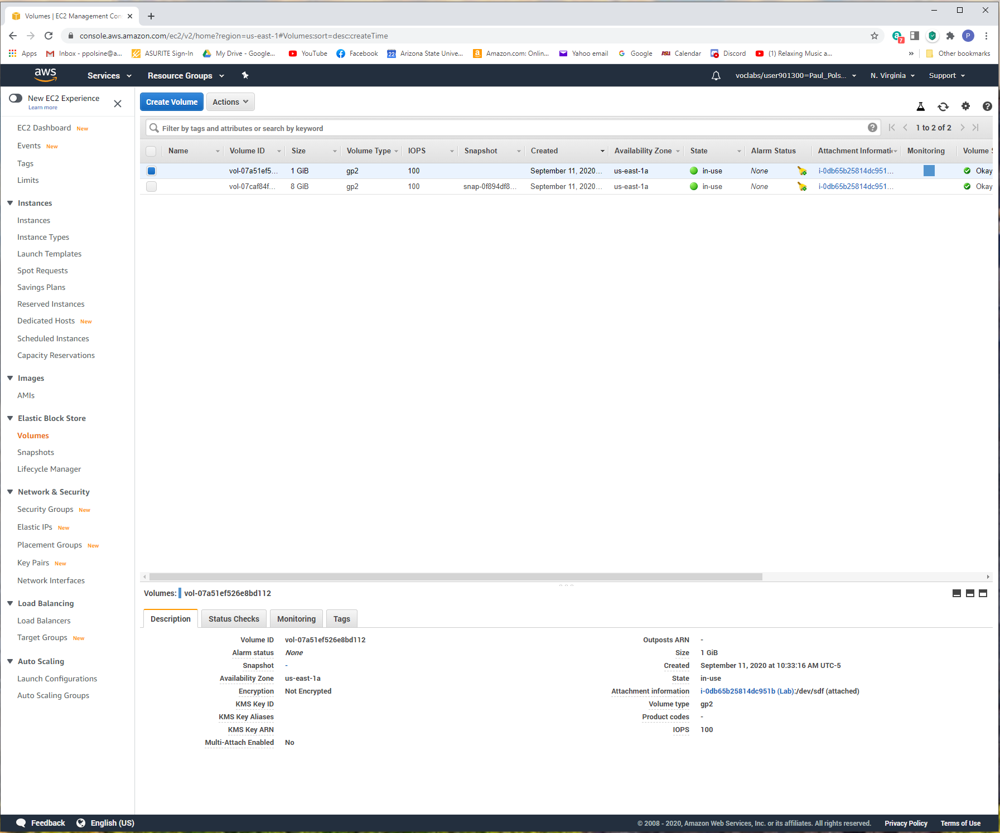 Volumes | EC2 Management Con
console.aws.amazon.com/ec2/v2/home?region=us-east-1#Volumes:sort=desc:createTime
7
P
Apps
Inbox - ppolsine@a...
ASURITE Sign-In
My Drive - Google...
YouTube
Facebook
22
Arizona State Unive...
Amazon.com: Onlin...
Yahoo email
Google
ASU
Calendar
Discord
(1) Relaxing Music a...
»
Other bookmarks
aws
Services
Resource Groups
voclabs/user901300=Paul_Pols...
N. Virginia
Support
New EC2 Experience
Learn more
EC2 Dashboard New
Events New
Tags
Limits
Instances
Instances
Instance Types
Launch Templates
Spot Requests
Savings Plans
Reserved Instances
Dedicated Hosts New
Scheduled Instances
Capacity Reservations
Images
AMIs
Elastic Block Store
Volumes
Snapshots
Lifecycle Manager
Network & Security
Security Groups New
Elastic IPs New
Placement Groups New
Key Pairs New
Network Interfaces
Load Balancing
Load Balancers
Target Groups New
Auto Scaling
Launch Configurations
Auto Scaling Groups
Create Volume
Actions
Filter by tags and attributes or search by keyword
1 to 2 of 2
Name Volume ID Size Volume Type IOPS Snapshot Created Availability Zone State Alarm Status Attachment Informati Monitoring Volume S
vol-07a51ef5... 1 GiB gp2 100 September 11, 2020... us-east-1a in-use None i-0db65b25814dc951... Okay
vol-07caf84f... 8 GiB gp2 100 snap-0f894df8... September 11, 2020... us-east-1a in-use None i-0db65b25814dc951... Okay
Volumes: vol-07a51ef526e8bd112
Description
Status Checks
Monitoring
Tags
Volume ID vol-07a51ef526e8bd112
Alarm status None
Snapshot -
Availability Zone us-east-1a
Encryption Not Encrypted
KMS Key ID
KMS Key Aliases
KMS Key ARN
Multi-Attach Enabled No
Outposts ARN -
Size 1 GiB
Created September 11, 2020 at 10:33:16 AM UTC-5
State in-use
Attachment information i-0db65b25814dc951b (Lab):/dev/sdf (attached)
Volume type gp2
Product codes -
IOPS 100
Feedback
English (US)
© 2008 - 2020, Amazon Web Services, Inc. or its affiliates. All rights reserved.
Privacy Policy
Terms of Use